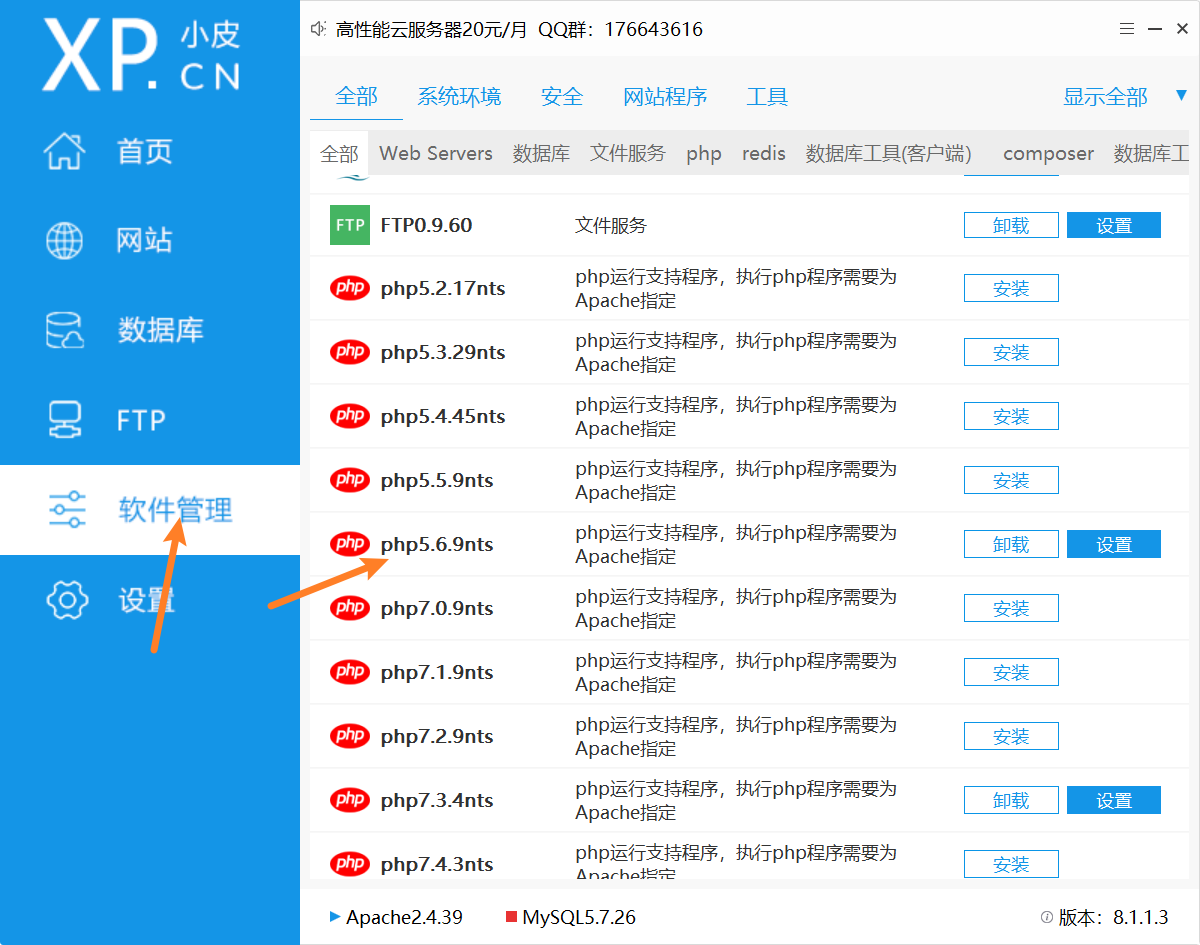 XP.小皮
CN
首页
网站
数据库
FTP
软件管理
设置
高性能云服务器20元/月 QQ群：176643616
全部 系统环境 安全 网站程序 工具 显示全部
全部 Web Servers 数据库 文件服务 php redis 数据库工具(客户端) composer 数据库工
FTP FTP0.9.60 文件服务 卸载 设置
php php5.2.17nts php运行支持程序，执行php程序需要为
Apache指定 安装
php php5.3.29nts php运行支持程序，执行php程序需要为
Apache指定 安装
php php5.4.45nts php运行支持程序，执行php程序需要为
Apache指定 安装
php php5.5.9nts php运行支持程序，执行php程序需要为
Apache指定 安装
php php5.6.9nts php运行支持程序，执行php程序需要为
Apache指定 卸载 设置
php php7.0.9nts php运行支持程序，执行php程序需要为
Apache指定 安装
php php7.1.9nts php运行支持程序，执行php程序需要为
Apache指定 安装
php php7.2.9nts php运行支持程序，执行php程序需要为
Apache指定 安装
php php7.3.4nts php运行支持程序，执行php程序需要为
Apache指定 卸载 设置
php php7.4.3nts php运行支持程序，执行php程序需要为
Apache指定 安装
Apache2.4.39 MySQL5.7.26 版本：8.1.1.3